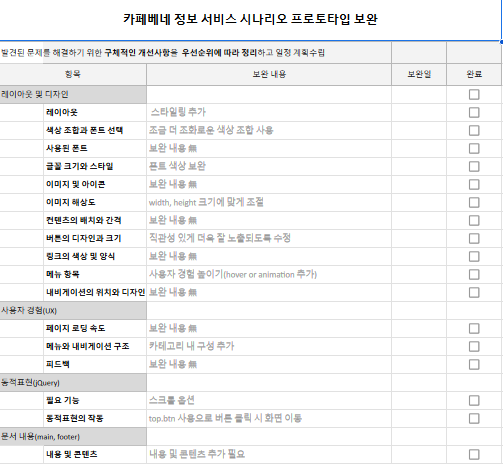 카페베네 정보 서비스 시나리오 프로토타입 보완
발견된 문제를 해결하기 위한 구체적인 개선사항을 우선순위에 따라 정리하고 일정 계획수립
항목 보완 내용 보완일 완료
레이아웃 및 디자인
레이아웃 스타일링 추가
색상 조합과 폰트 선택 조금 더 조화로운 색상 조합 사용
사용된 폰트 보완 내용 無
글꼴 크기와 스타일 폰트 색상 보완
이미지 및 아이콘 보완 내용 無
이미지 해상도 width, height 크기에 맞게 조절
컨텐츠의 배치와 간격 보완 내용 無
버튼의 디자인과 크기 직관성 있게 더욱 잘 노출되도록 수정
링크의 색상 및 양식 보완 내용 無
메뉴 항목 사용자 경험 높이기(hover or animation 추가)
내비게이션의 위치와 디자인 보완 내용 無
사용자 경험(UX)
페이지 로딩 속도 보완 내용 無
메뉴와 내비게이션 구조 카테고리 내 구성 추가
피드백 보완 내용 無
동적표현(jQuery)
필요 기능 스크롤 옵션
동적표현의 작동 top.btn 사용으로 버튼 클릭 시 화면 이동
문서 내용(main, footer)
내용 및 콘텐츠 내용 및 콘텐츠 추가 필요